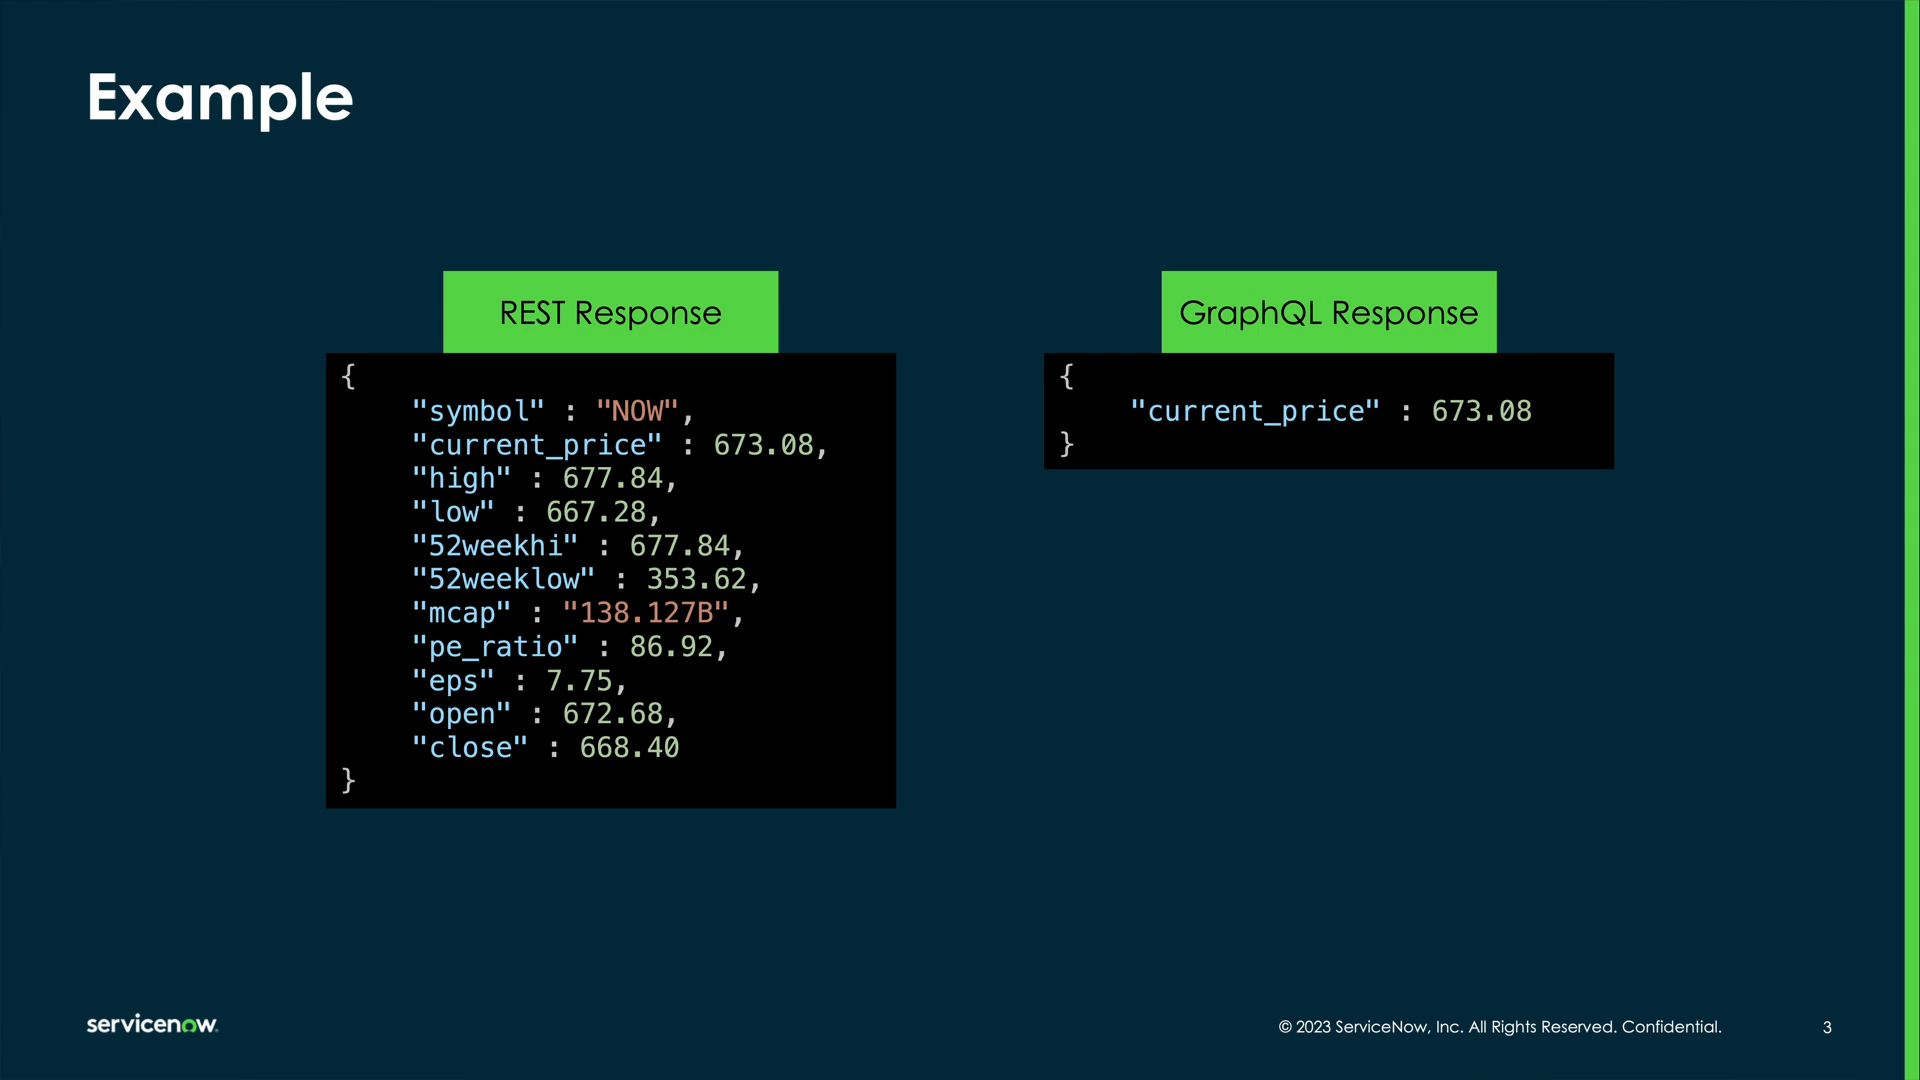 Example
REST Response
{
"symbol" : "NOW",
"current_price" : 673.08,
"high" : 677.84,
"low" : 667.28,
"52weekhi" : 677.84,
"52weeklow" : 353.62,
"mcap" : "138.127B",
"pe_ratio" : 86.92,
"eps" : 7.75,
"open" : 672.68,
"close" : 668.40
}
GraphQL Response
{
"current_price" : 673.08
}
servicenow.
© 2023 ServiceNow, Inc. All Rights Reserved. Confidential.
3